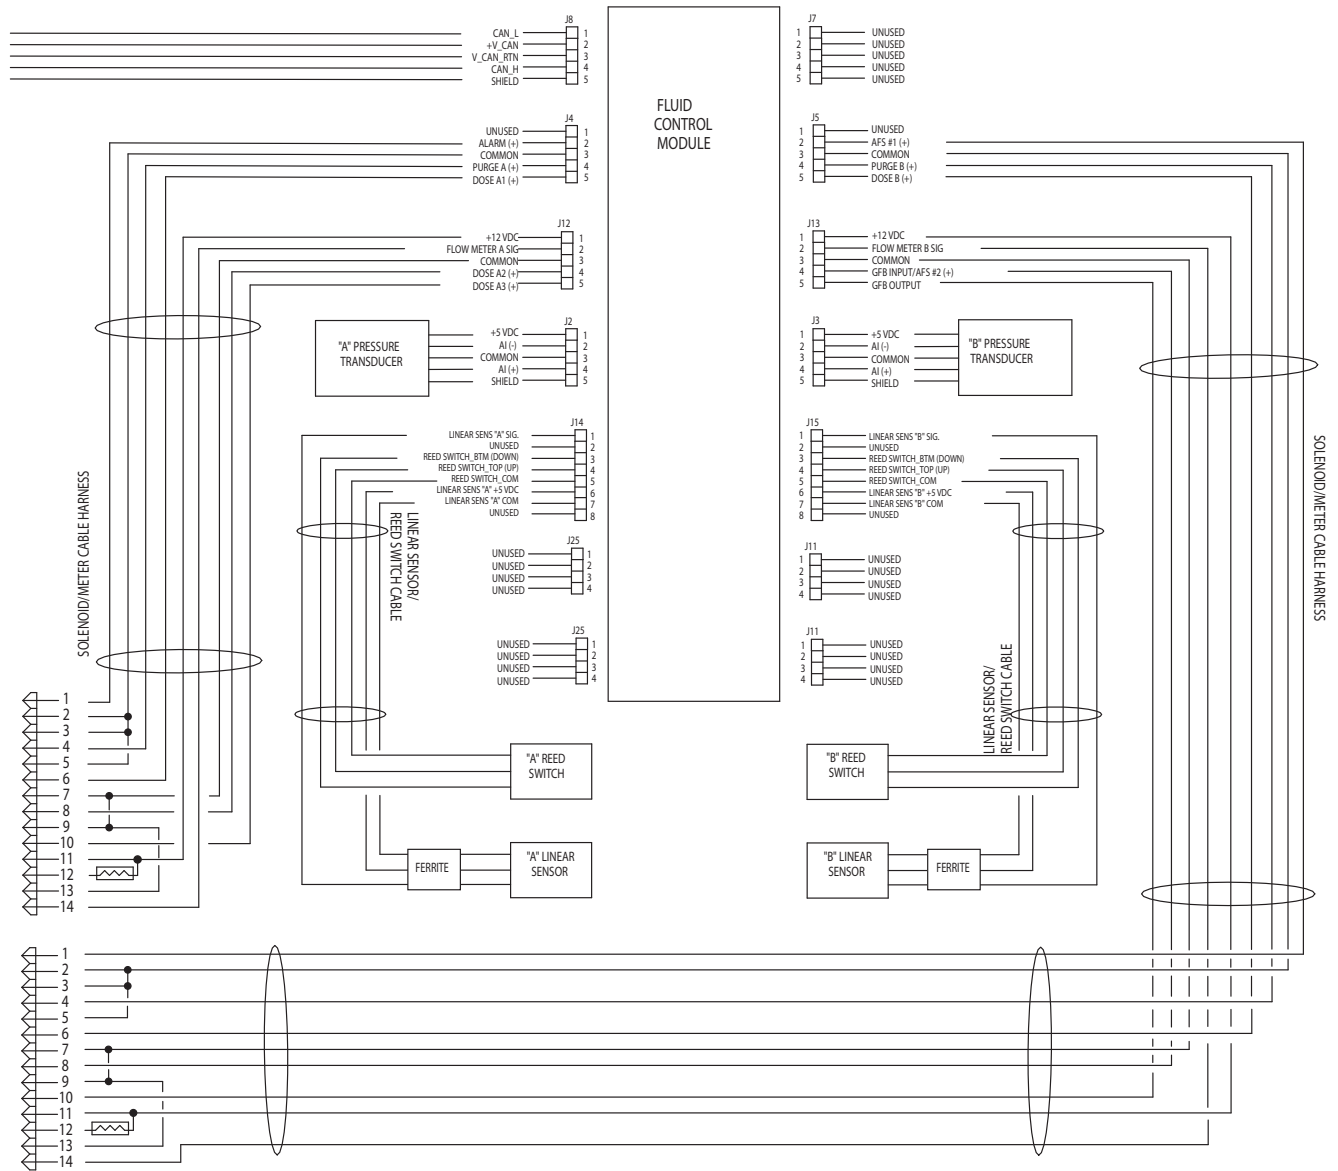 J8
CAN_L 1
+V_CAN 2
V_CAN_RTN 3
CAN_H 4
SHIELD 5
J4
UNUSED 1
ALARM (+) 2
COMMON 3
PURGE A (+) 4
DOSE A1 (+) 5
J12
+12 VDC 1
FLOW METER A SIG 2
COMMON 3
DOSE A2 (+) 4
DOSE A3 (+) 5
"A" PRESSURE
TRANSDUCER
J2
+5 VDC 1
AI (-) 2
COMMON 3
AI (+) 4
SHIELD 5
J14
LINEAR SENS "A" SIG. 1
UNUSED 2
REED SWITCH_BTM (DOWN) 3
REED SWITCH_TOP (UP) 4
REED SWITCH_COM 5
LINEAR SENS "A" +5 VDC 6
LINEAR SENS "A" COM 7
UNUSED 8
J25
UNUSED 1
UNUSED 2
UNUSED 3
UNUSED 4
J25
UNUSED 1
UNUSED 2
UNUSED 3
UNUSED 4
SOLENOID/METER CABLE HARNESS
LINEAR SENSOR/
REED SWITCH CABLE
"A" REED
SWITCH
FERRITE
"A" LINEAR
SENSOR
FLUID
CONTROL
MODULE
J7
1 UNUSED
2 UNUSED
3 UNUSED
4 UNUSED
5 UNUSED
J5
1 UNUSED
2 AFS #1 (+)
3 COMMON
4 PURGE B (+)
5 DOSE B (+)
J13
1 +12 VDC
2 FLOW METER B SIG
3 COMMON
4 GFB INPUT/AFS #2 (+)
5 GFB OUTPUT
J3
1 +5 VDC
2 AI (-)
3 COMMON
4 AI (+)
5 SHIELD
"B" PRESSURE
TRANSDUCER
J15
1 LINEAR SENS "B" SIG.
2 UNUSED
3 REED SWITCH_BTM (DOWN)
4 REED SWITCH_TOP (UP)
5 REED SWITCH_COM
6 LINEAR SENS "B" +5 VDC
7 LINEAR SENS "B" COM
8 UNUSED
J11
1 UNUSED
2 UNUSED
3 UNUSED
4 UNUSED
J11
1 UNUSED
2 UNUSED
3 UNUSED
4 UNUSED
LINEAR SENSOR/
REED SWITCH CABLE
SOLENOID/METER CABLE HARNESS
"B" REED
SWITCH
"B" LINEAR
SENSOR
FERRITE
1
2
3
4
5
6
7
8
9
10
11
12
13
14
1
2
3
4
5
6
7
8
9
10
11
12
13
14